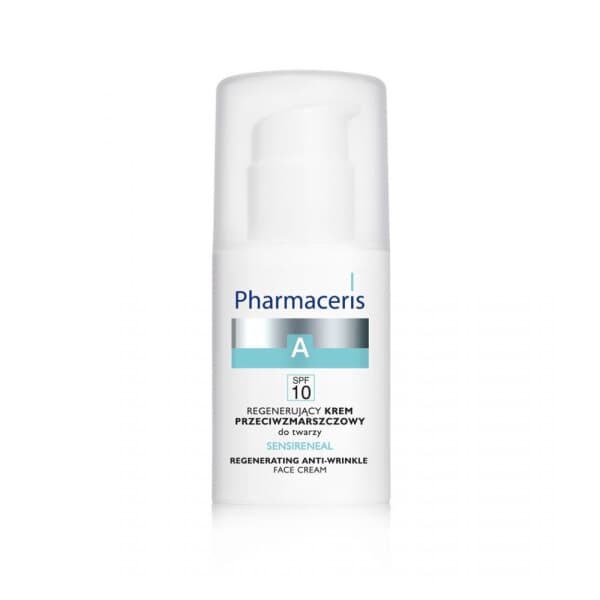 Pharmaceris
A
SPF
10
REGENERUJĄCY KREM
PRZECIWZMARSZCZOWY
do twarzy
SENSIRENEAL
REGENERATING ANTI-WRINKLE
FACE CREAM